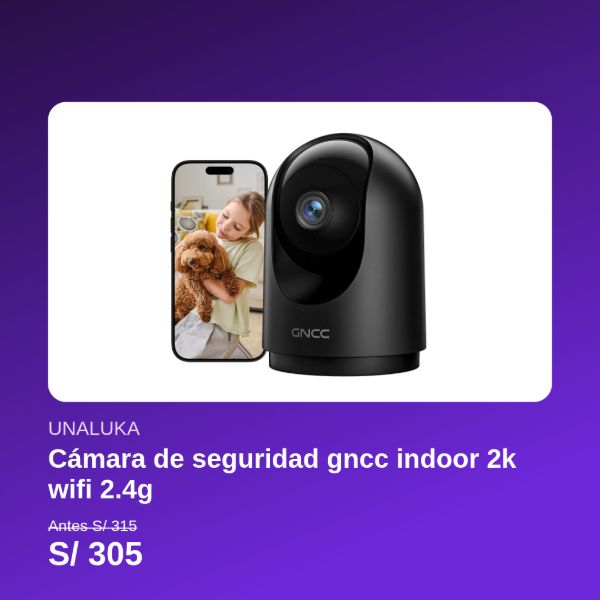 GNCC
UNALUKA
Cámara de seguridad gncc indoor 2k
wifi 2.4g
Antes S/ 315
S/ 305